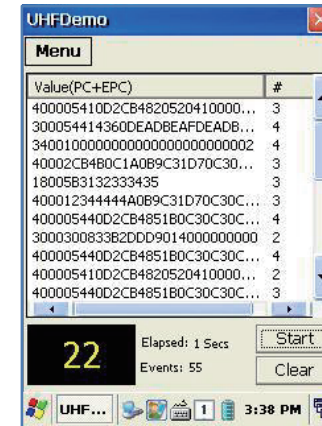 UHFDemo
Menu
Value(PC+EPC) #
400005410D2CB4820520410000... 3
300054414360DEADBEAFDEADB... 4
34001000000000000000000002 4
40002CB4B0C1A0B9C31D70C30... 3
18005B3132333435 3
400012344444A0B9C31D70C30C... 3
400005440D2CB4851B0C30C30C... 4
3000300833B2DDD9014000000000 2
400005440D2CB4851B0C30C30C... 4
400005410D2CB4820520410000... 2
400005440D2CB4851B0C30C30C... 3
22
Elapsed: 1 Secs
Events: 55
Start
Clear
UHF... 1 3:38 PM